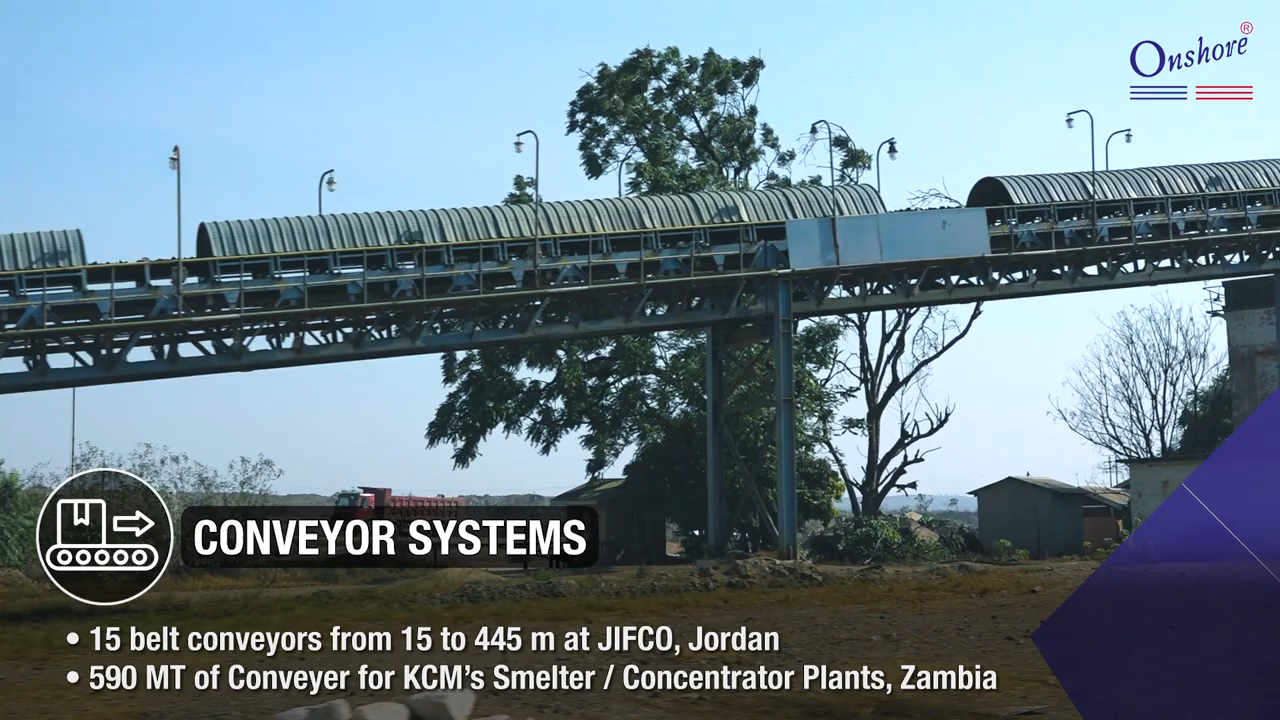 Onshore®
CONVEYOR SYSTEMS
• 15 belt conveyors from 15 to 445 m at JIFCO, Jordan
• 590 MT of Conveyer for KCM’s Smelter / Concentrator Plants, Zambia